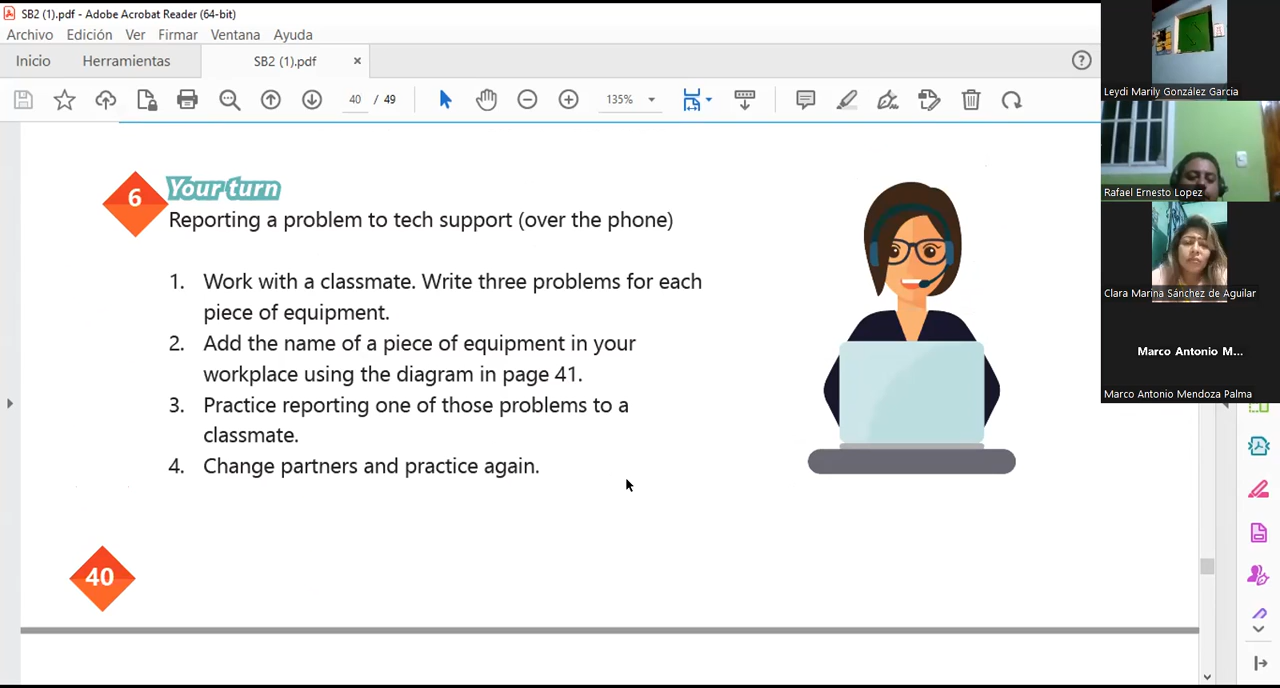 SB2 (1).pdf - Adobe Acrobat Reader (64-bit)
Archivo Edición Ver Firmar Ventana Ayuda
Inicio Herramientas SB2 (1).pdf ×
40 / 49 135%
6
Your turn
Reporting a problem to tech support (over the phone)
1. Work with a classmate. Write three problems for each
piece of equipment.
2. Add the name of a piece of equipment in your
workplace using the diagram in page 41.
3. Practice reporting one of those problems to a
classmate.
4. Change partners and practice again.
40
Leydi Marily González Garcia
Rafael Ernesto Lopez
Clara Marina Sánchez de Aguilar
Marco Antonio M...
Marco Antonio Mendoza Palma